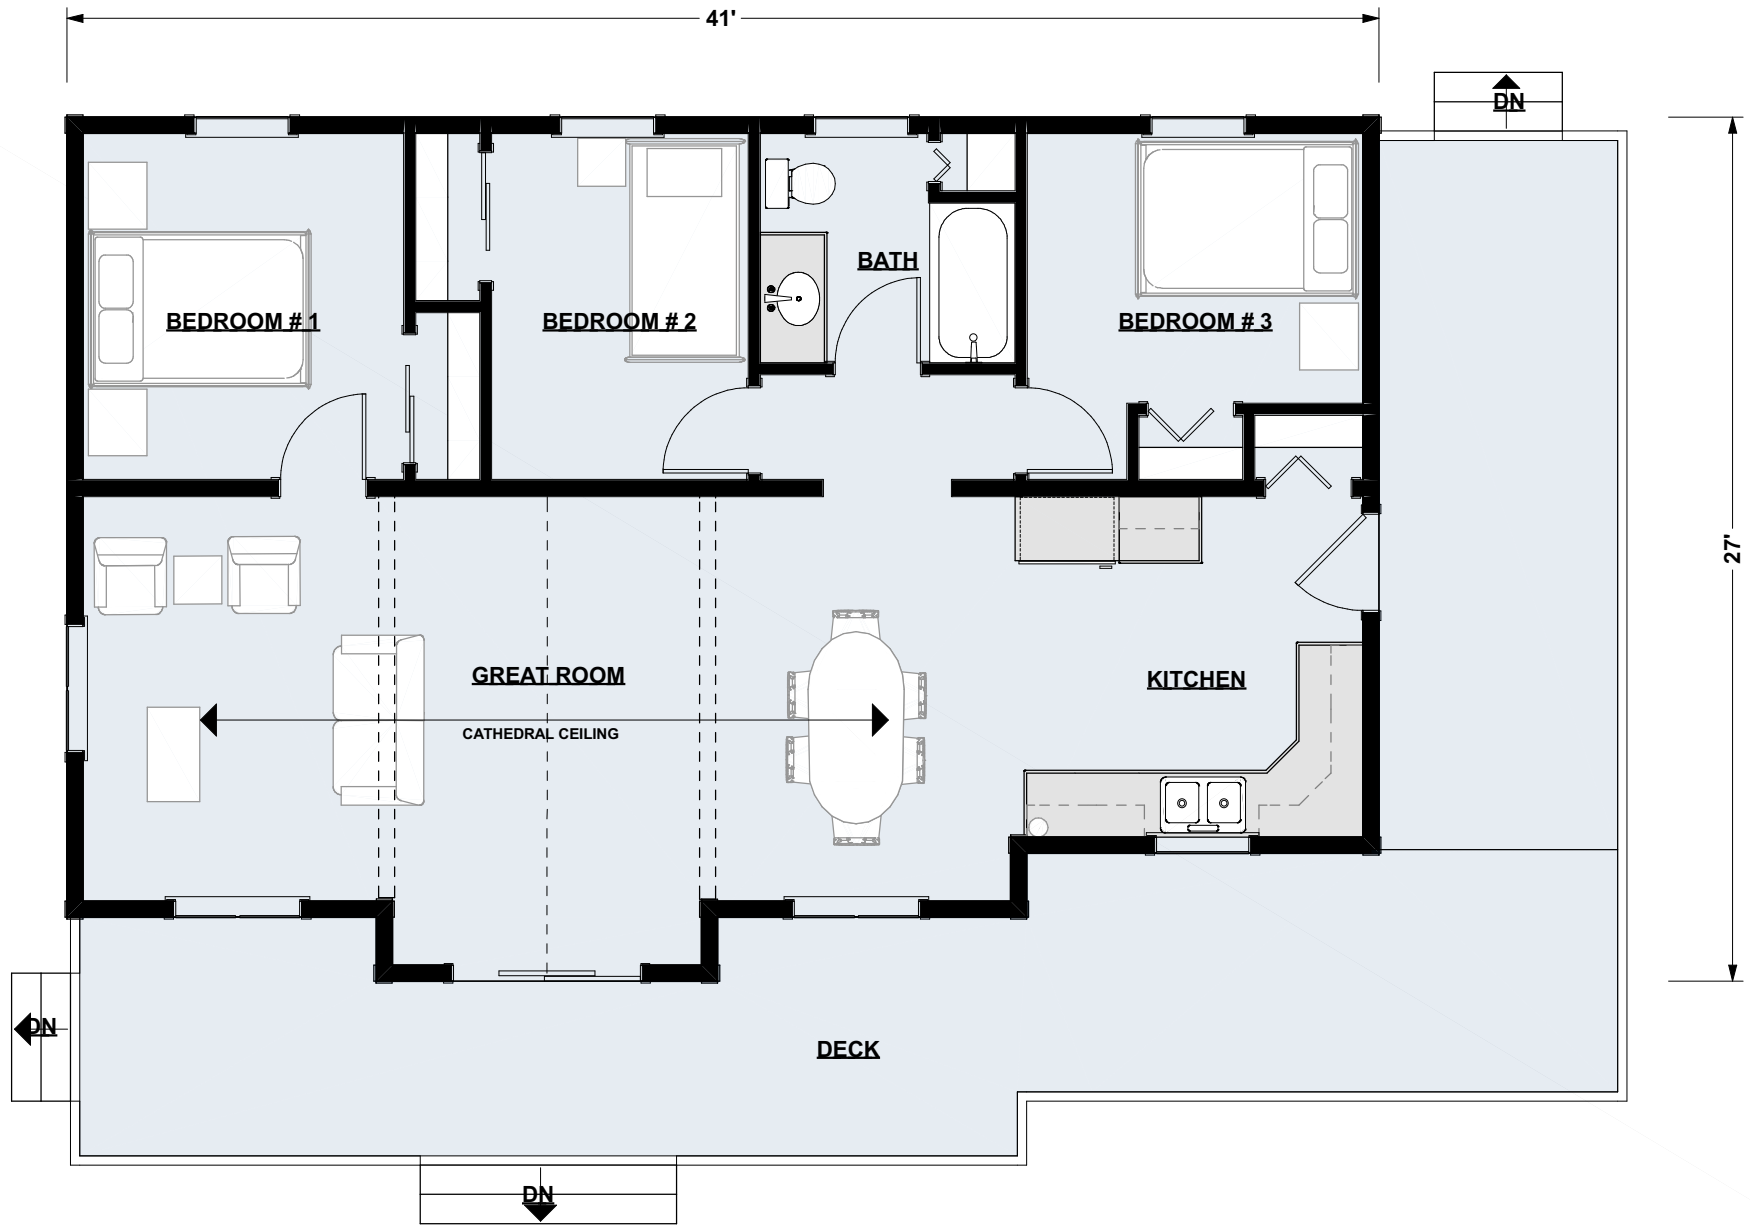 41'
DN
BATH
BEDROOM # 1
BEDROOM # 2
BEDROOM # 3
27'
GREAT ROOM
KITCHEN
CATHEDRAL CEILING
DN
DECK
DN